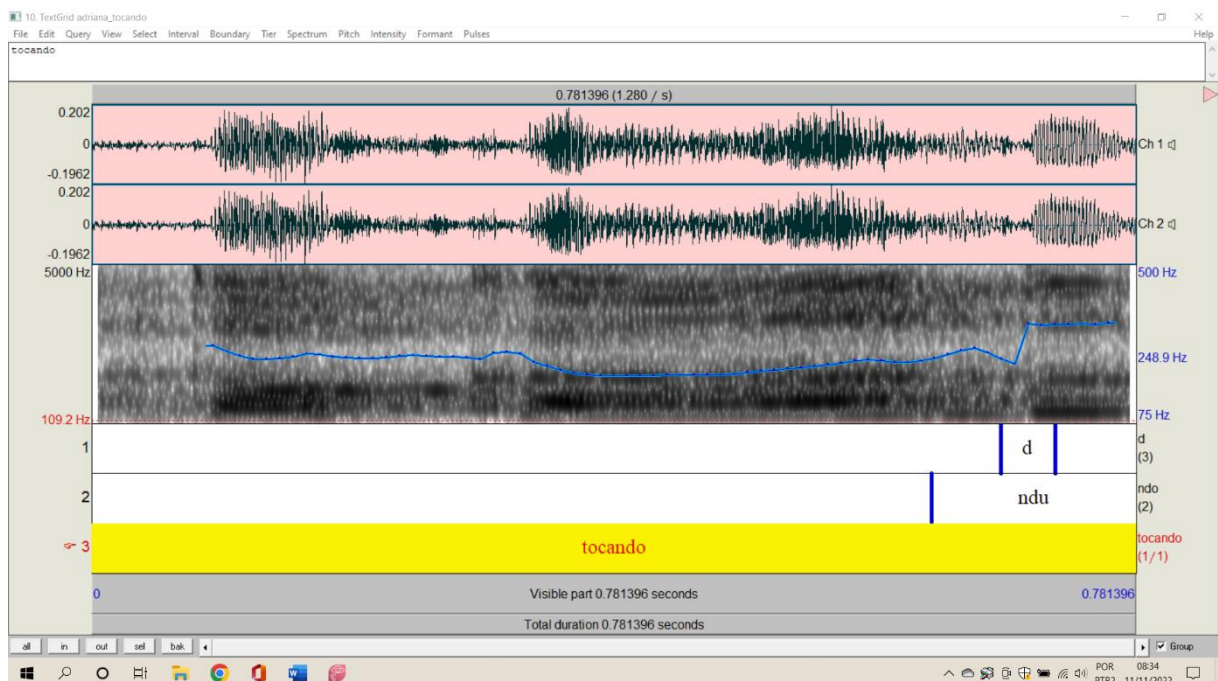 10. TextGrid adriana_tocando
File Edit Query View Select Interval Boundary Tier Spectrum Pitch Intensity Formant Pulses Help
tocando
0.781396 (1.280 / s)
0.202
0
-0.1962
Ch 1
0.202
0
-0.1962
Ch 2
5000 Hz
500 Hz
248.9 Hz
109.2 Hz
75 Hz
1
d
d
(3)
2
ndu
ndo
(2)
3
tocando
tocando
(1/1)
0
Visible part 0.781396 seconds
0.781396
Total duration 0.781396 seconds
all in out sel bak
Group
POR 08:34
PTB2 11/11/2022